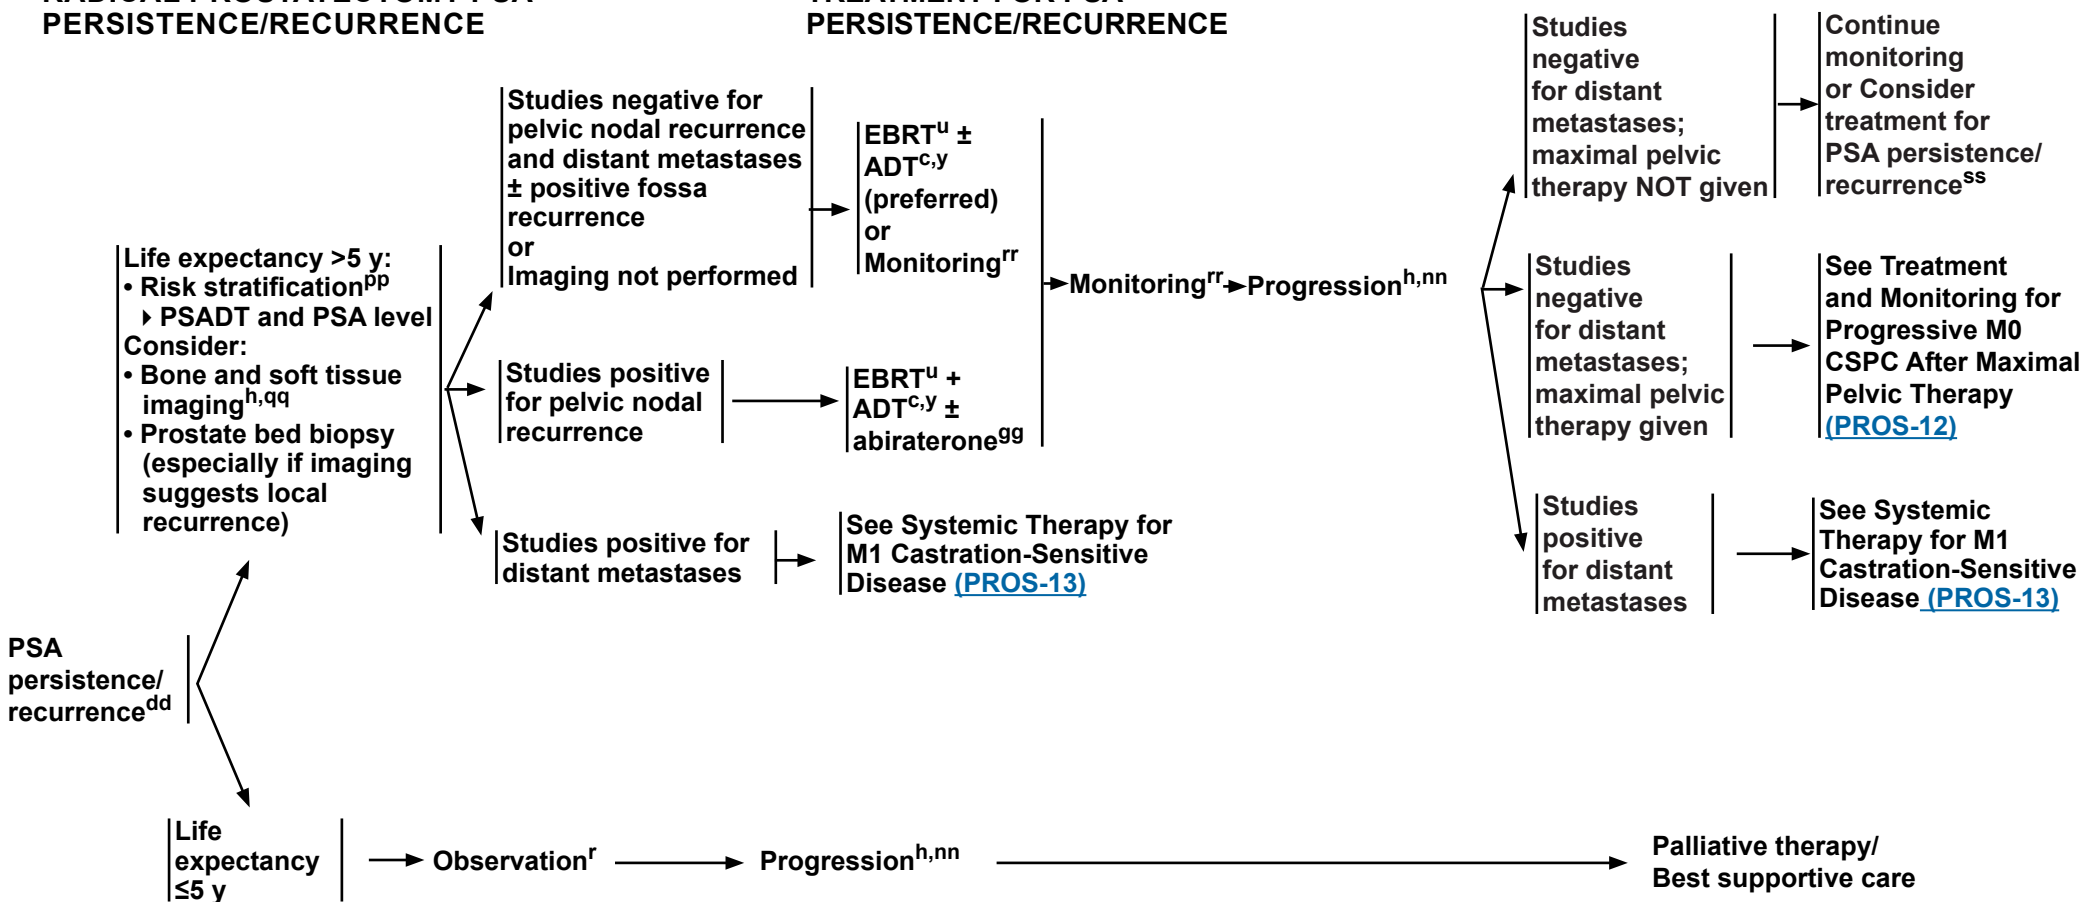 RADICAL PROSTATECTOMY PSA
PERSISTENCE/RECURRENCE
TREATMENT FOR PSA
PERSISTENCE/RECURRENCE
PSA
persistence/
recurrencedd
Life expectancy >5 y:
• Risk stratificationpp
PSADT and PSA level
Consider:
• Bone and soft tissue
imagingh,qq
• Prostate bed biopsy
(especially if imaging
suggests local
recurrence)
Studies negative for
pelvic nodal recurrence
and distant metastases
± positive fossa
recurrence
or
Imaging not performed
EBRTu ±
ADTc,y
(preferred)
or
Monitoringrr
Studies positive
for pelvic nodal
recurrence
EBRTu +
ADTc,y ±
abirateronegg
Studies positive for
distant metastases
See Systemic Therapy for
M1 Castration-Sensitive
Disease (PROS-13)
Monitoringrr
Progressionh,nn
Studies
negative
for distant
metastases;
maximal pelvic
therapy NOT given
Continue
monitoring
or Consider
treatment for
PSA persistence/
recurrencess
Studies
negative
for distant
metastases;
maximal pelvic
therapy given
See Treatment
and Monitoring for
Progressive M0
CSPC After Maximal
Pelvic Therapy
(PROS-12)
Studies
positive
for distant
metastases
See Systemic
Therapy for M1
Castration-Sensitive
Disease (PROS-13)
Life
expectancy
≤5 y
Observationr
Progressionh,nn
Palliative therapy/
Best supportive care